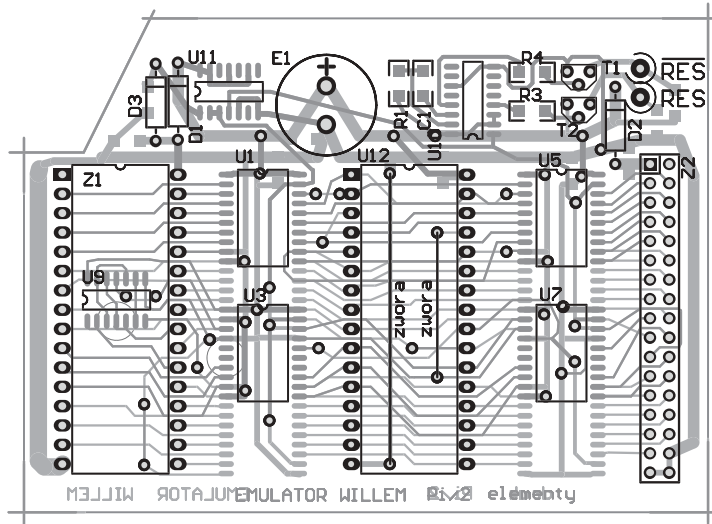 U11
E1
R4
T1
RES
D3
D1
R1
C1
R3
T2
D2
RES
U1
U12
U5
Z2
Z1
U9
U3
zwora
zwora
U7
EMULATOR WILLEM
elementy